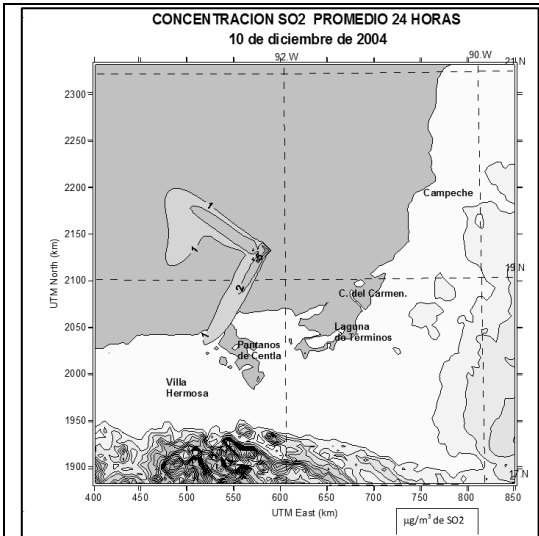 CONCENTRACION SO2 PROMEDIO 24 HORAS
10 de diciembre de 2004
92.W
90.W
21 N
2300
2200
2150
2100
2050
2000
1950
1900
UTM North (km)
Campeche
19 N
C. del Carmen.
Laguna
de Terminos
Pantanos
de Centla
Villa
Hermosa
1
1
2
1
17 N
400
450
500
550
600
650
700
750
800
850
UTM East (km)
µg/m³ de SO2